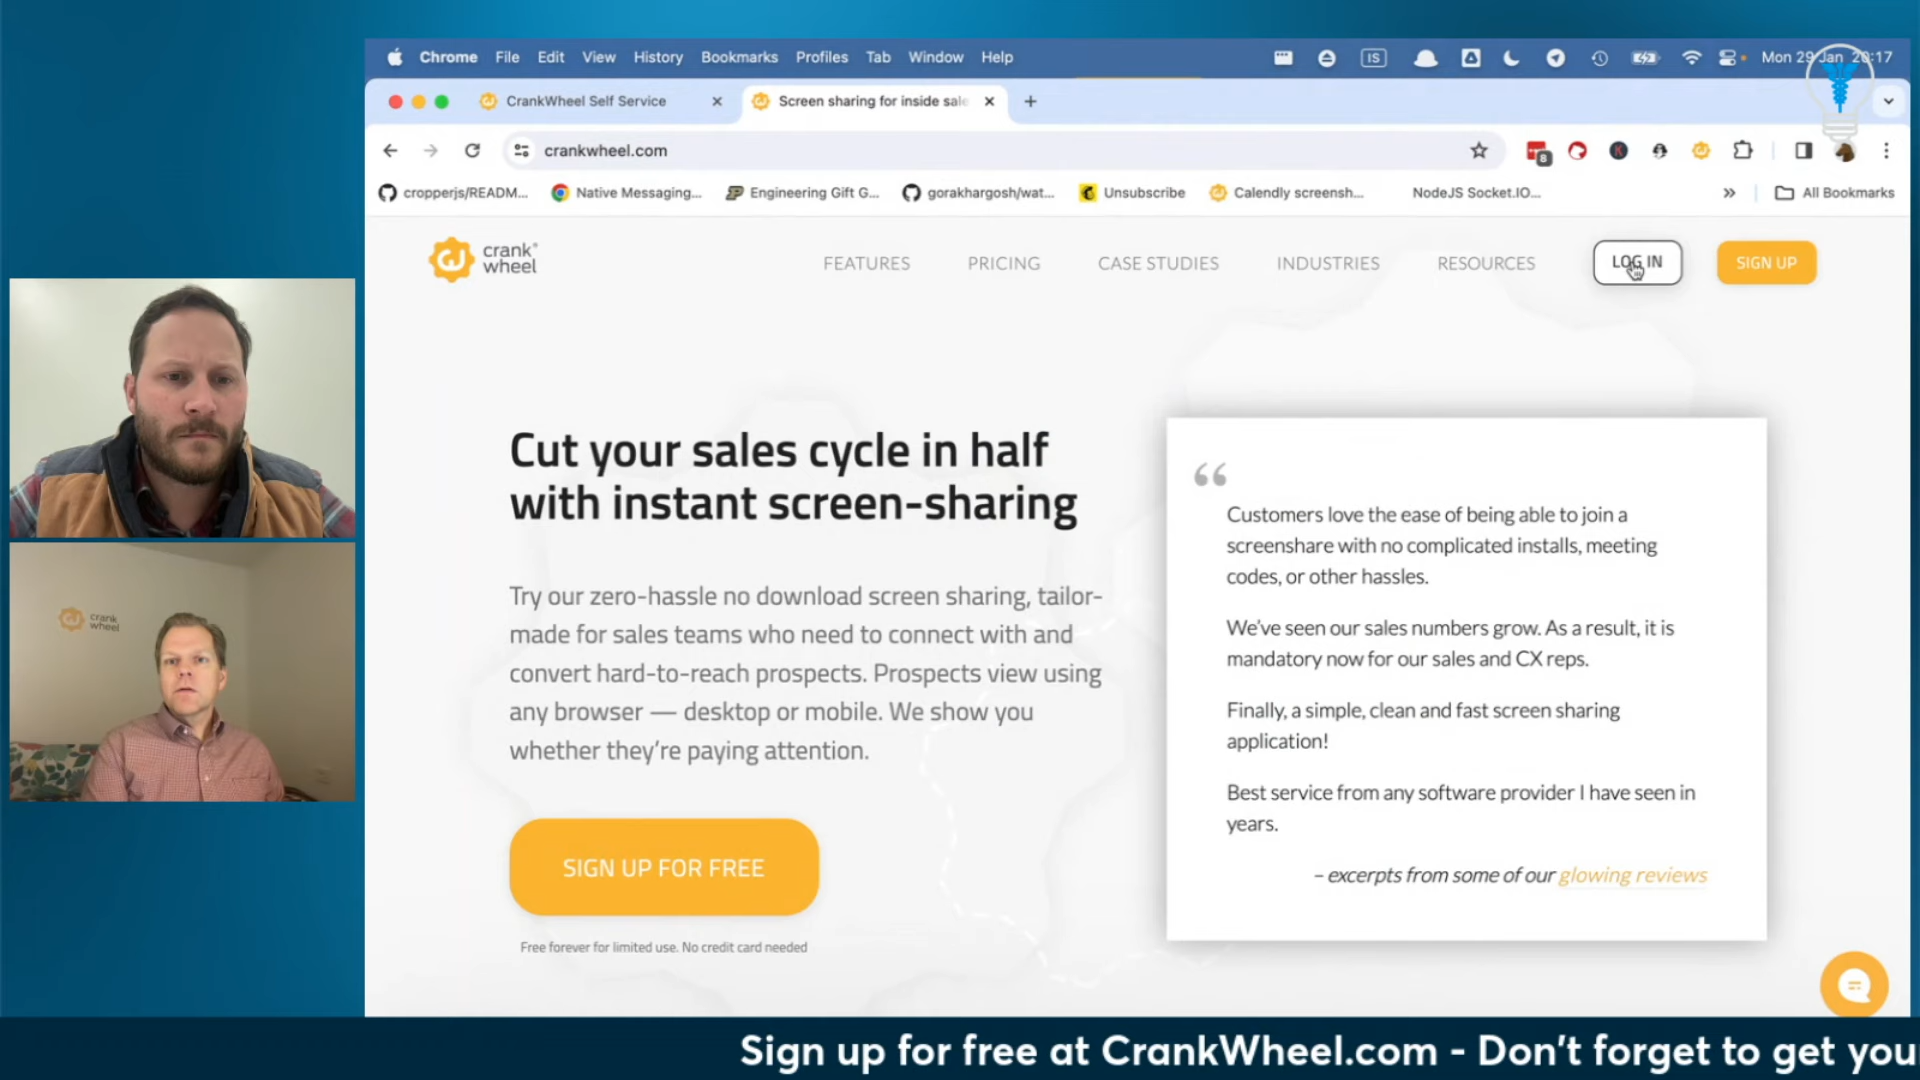 Chrome File Edit View History Bookmarks Profiles Tab Window Help
IS
Mon 29 Jan 20:17
CrankWheel Self Service
Screen sharing for inside sale
crankwheel.com
8
K
cropperjs/READM...
Native Messaging...
Engineering Gift G...
gorakhargosh/wat...
Unsubscribe
Calendly screensh...
NodeJS Socket.IO...
All Bookmarks
crank
wheel
FEATURES
PRICING
CASE STUDIES
INDUSTRIES
RESOURCES
LOG IN
SIGN UP
Cut your sales cycle in half
with instant screen-sharing
Try our zero-hassle no download screen sharing, tailor-
made for sales teams who need to connect with and
convert hard-to-reach prospects. Prospects view using
any browser — desktop or mobile. We show you
whether they’re paying attention.
SIGN UP FOR FREE
Free forever for limited use. No credit card needed
“
Customers love the ease of being able to join a
screenshare with no complicated installs, meeting
codes, or other hassles.
We’ve seen our sales numbers grow. As a result, it is
mandatory now for our sales and CX reps.
Finally, a simple, clean and fast screen sharing
application!
Best service from any software provider I have seen in
years.
– excerpts from some of our glowing reviews
crank
wheel
Sign up for free at CrankWheel.com - Don’t forget to get you